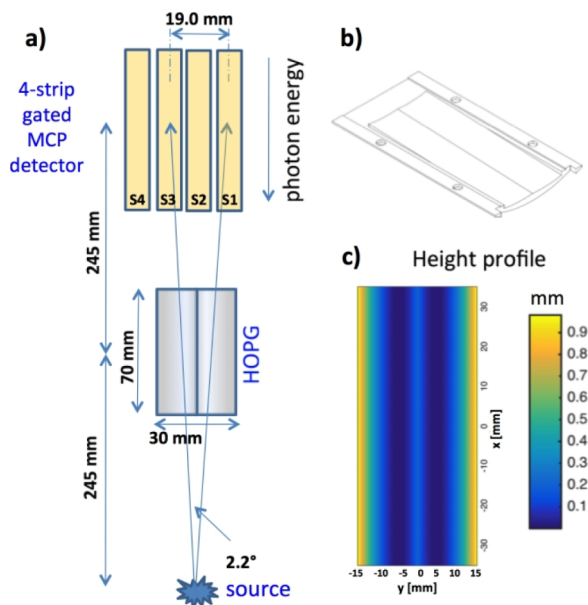 a)
19.0 mm
4-strip
gated
MCP
detector
S4
S3
S2
S1
photon energy
245 mm
70 mm
HOPG
30 mm
245 mm
2.2°
source
b)
c)
Height profile
mm
0.9
0.8
0.7
0.6
0.5
0.4
0.3
0.2
0.1
30
20
10
0
-10
-20
-30
x [mm]
-15 -10 -5 0 5 10 15
y [mm]